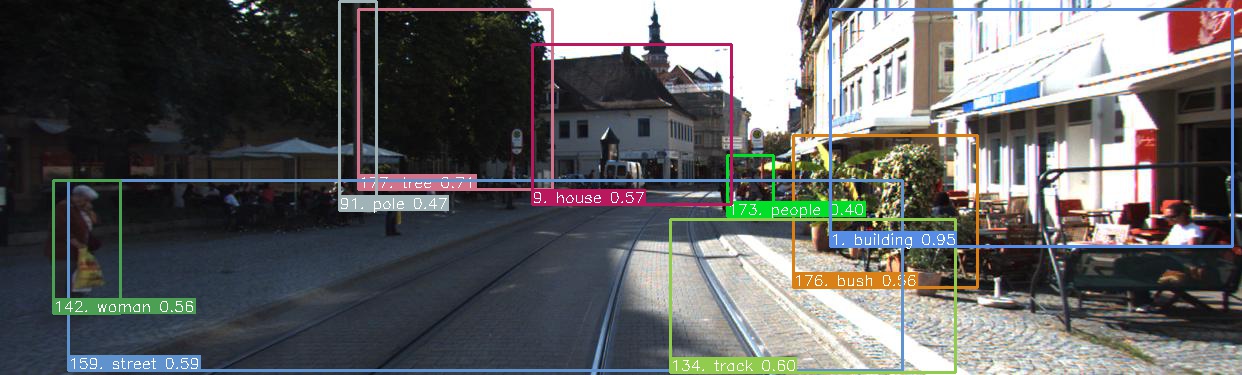 177. tree 0.71
91. pole 0.47
9. house 0.57
173. people 0.40
1. building 0.95
176. bush 0.56
142. woman 0.56
159. street 0.59
134. track 0.60